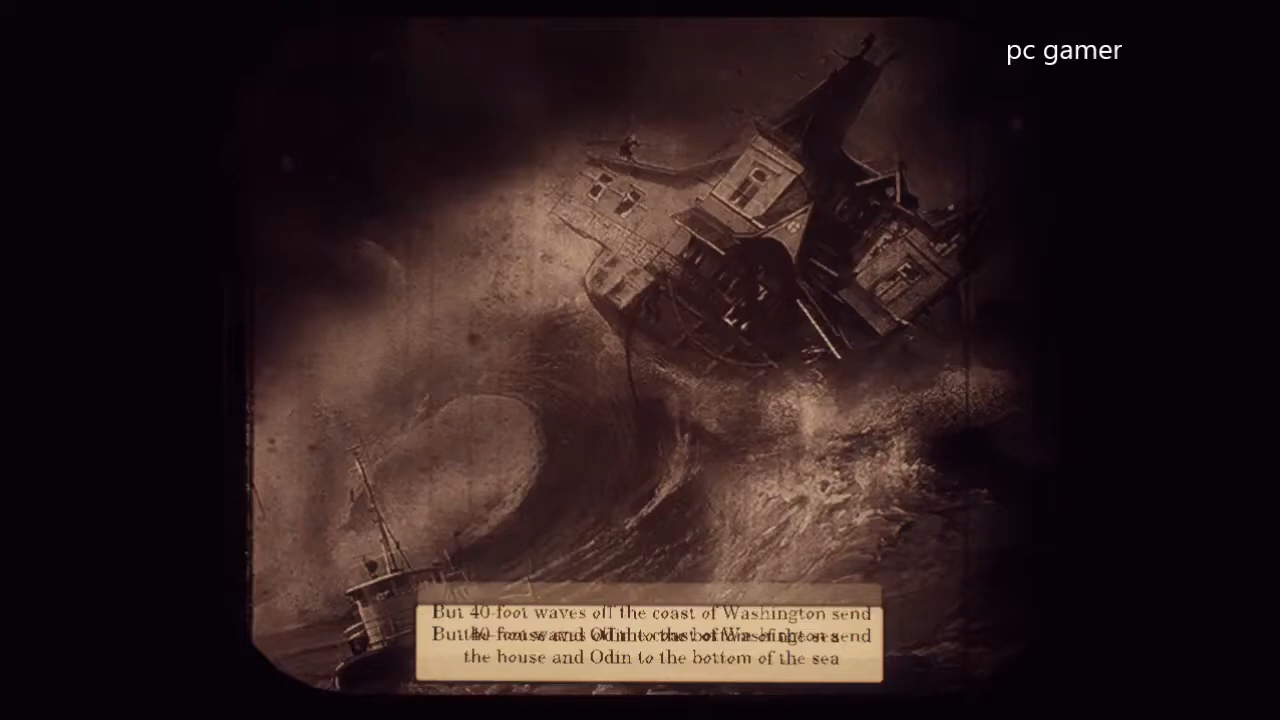 pc gamer
But 40-foot waves off the coast of Washington send
the house and Odin to the bottom of the sea